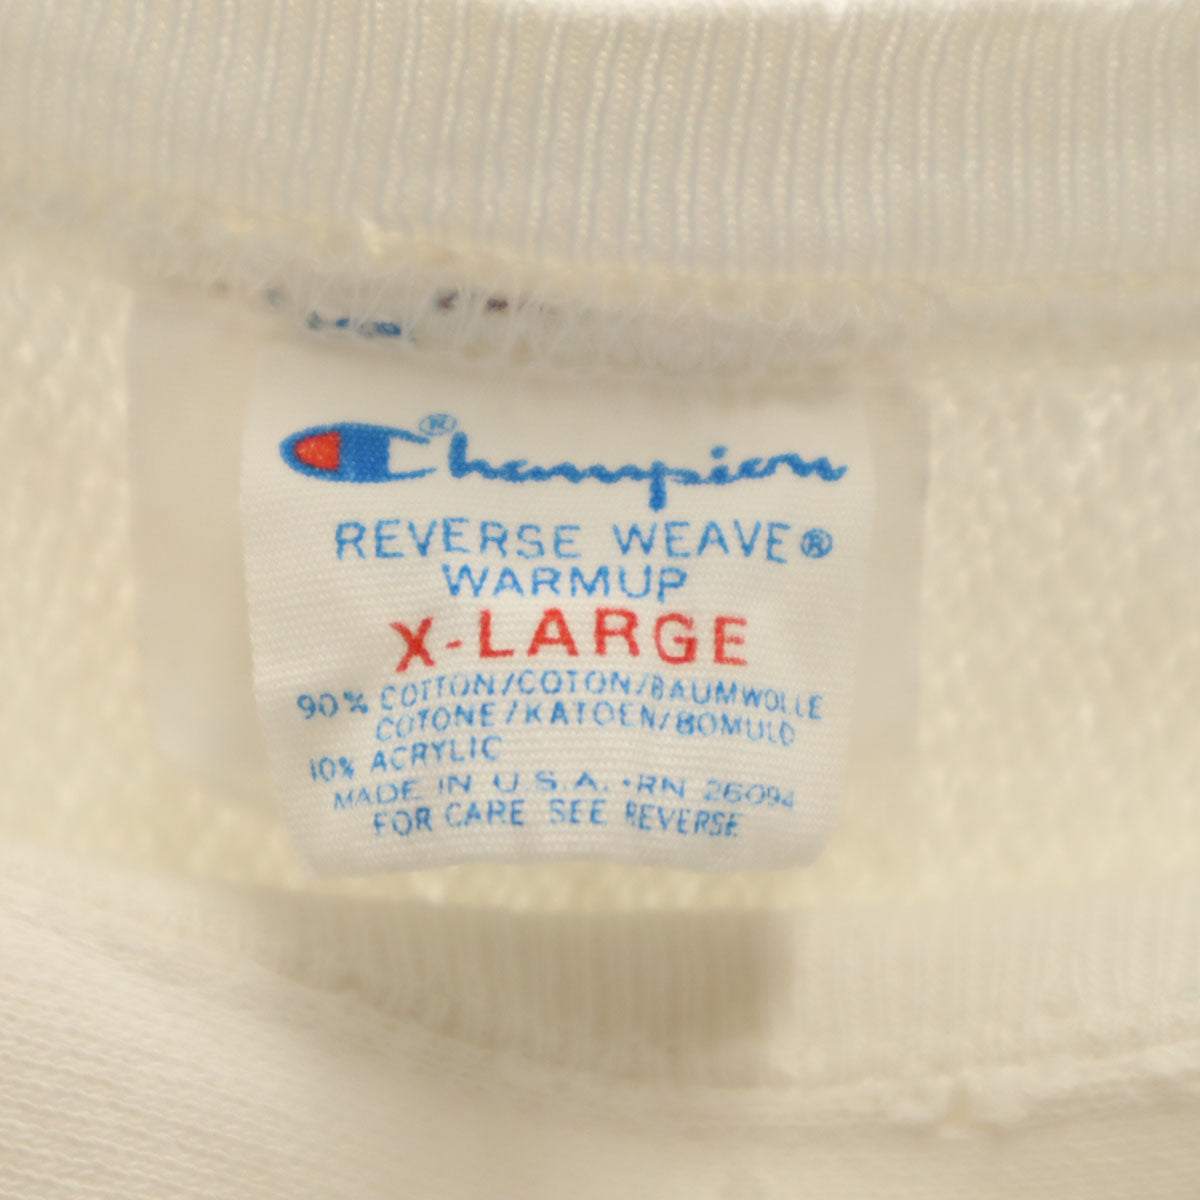 Champion®
REVERSE WEAVE®
WARMUP
X-LARGE
90% COTTON/COTON/BAUMWOLLE
COTONE/KATOEN/BOMULD
10% ACRYLIC
MADE IN U.S.A. • RN 26094
FOR CARE SEE REVERSE